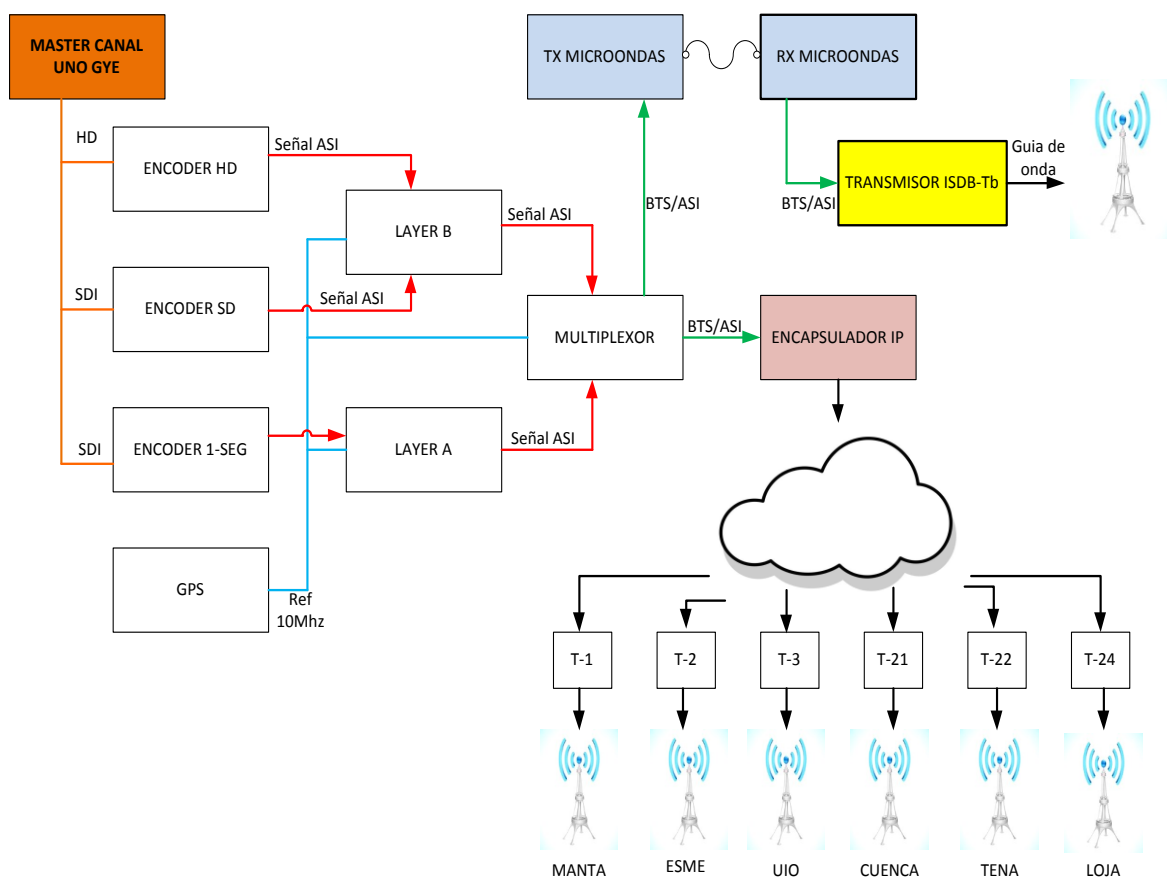 MASTER CANAL
UNO GYE
TX MICROONDAS
RX MICROONDAS
HD
ENCODER HD
Señal ASI
TRANSMISOR ISDB-Tb
Guia de
onda
BTS/ASI
BTS/ASI
LAYER B
Señal ASI
SDI
ENCODER SD
Señal ASI
MULTIPLEXOR
BTS/ASI
ENCAPSULADOR IP
SDI
ENCODER 1-SEG
LAYER A
Señal ASI
GPS
Ref
10Mhz
T-1
T-2
T-3
T-21
T-22
T-24
MANTA
ESME
UIO
CUENCA
TENA
LOJA